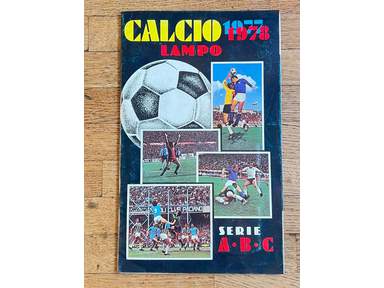 CALCIO 1977
1978
LAMPO
SERIE
A·B·C